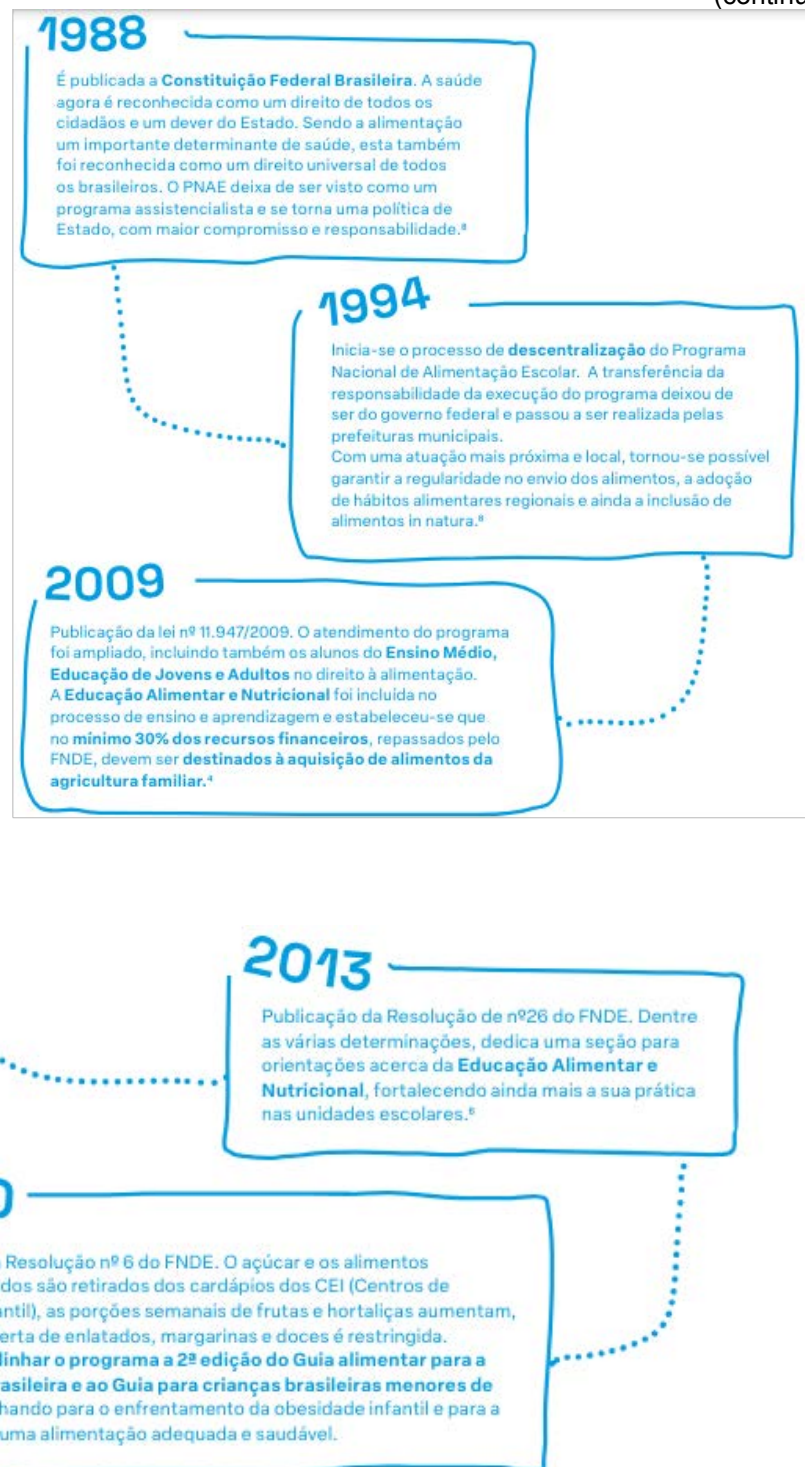 (continua
1988
É publicada a Constituição Federal Brasileira. A saúde
agora é reconhecida como um direito de todos os
cidadãos e um dever do Estado. Sendo a alimentação
um importante determinante de saúde, esta também
foi reconhecida como um direito universal de todos
os brasileiros. O PNAE deixa de ser visto como um
programa assistencialista e se torna uma política de
Estado, com maior compromisso e responsabilidade.⁸
1994
Inicia-se o processo de descentralização do Programa
Nacional de Alimentação Escolar. A transferência da
responsabilidade da execução do programa deixou de
ser do governo federal e passou a ser realizada pelas
prefeituras municipais.
Com uma atuação mais próxima e local, tornou-se possível
garantir a regularidade no envio dos alimentos, a adoção
de hábitos alimentares regionais e ainda a inclusão de
alimentos in natura.⁸
2009
Publicação da lei nº 11.947/2009. O atendimento do programa
foi ampliado, incluindo também os alunos do Ensino Médio,
Educação de Jovens e Adultos no direito à alimentação.
A Educação Alimentar e Nutricional foi incluída no
processo de ensino e aprendizagem e estabeleceu-se que
no mínimo 30% dos recursos financeiros, repassados pelo
FNDE, devem ser destinados à aquisição de alimentos da
agricultura familiar.⁴
2013
Publicação da Resolução de nº26 do FNDE. Dentre
as várias determinações, dedica uma seção para
orientações acerca da Educação Alimentar e
Nutricional, fortalecendo ainda mais a sua prática
nas unidades escolares.⁶
0
Resolução nº 6 do FNDE. O açúcar e os alimentos
dos são retirados dos cardápios dos CEI (Centros de
antil), as porções semanais de frutas e hortaliças aumentam,
erta de enlatados, margarinas e doces é restringida.
linhar o programa a 2ª edição do Guia alimentar para a
rasileira e ao Guia para crianças brasileiras menores de
hando para o enfrentamento da obesidade infantil e para a
uma alimentação adequada e saudável.